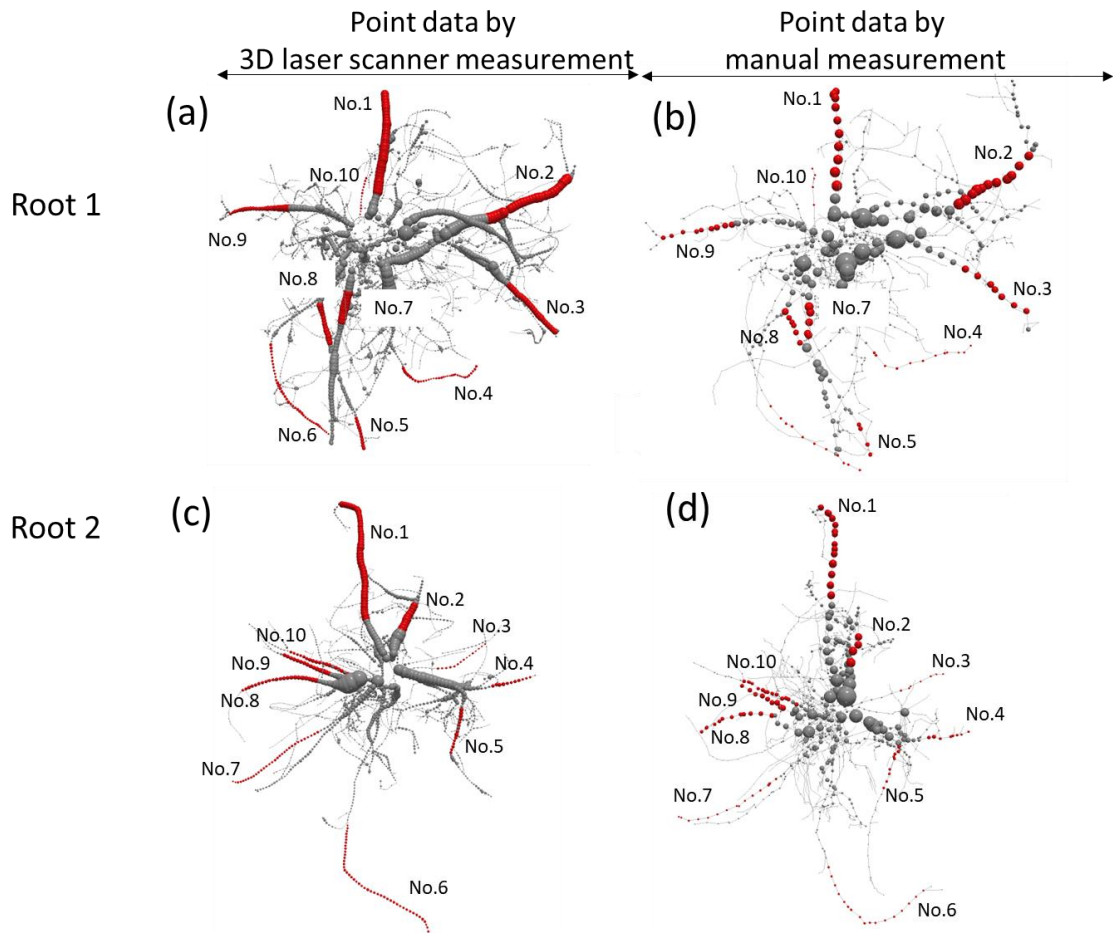 Point data by
3D laser scanner measurement
Point data by
manual measurement
Root 1
(a)
No.1
No.2
No.10
No.9
No.8
No.7
No.3
No.4
No.5
No.6
(b)
No.1
No.2
No.10
No.9
No.3
No.7
No.8
No.4
No.5
Root 2
(c)
No.1
No.2
No.3
No.10
No.9
No.4
No.8
No.5
No.7
No.6
(d)
No.1
No.2
No.3
No.10
No.9
No.4
No.8
No.7
No.5
No.6